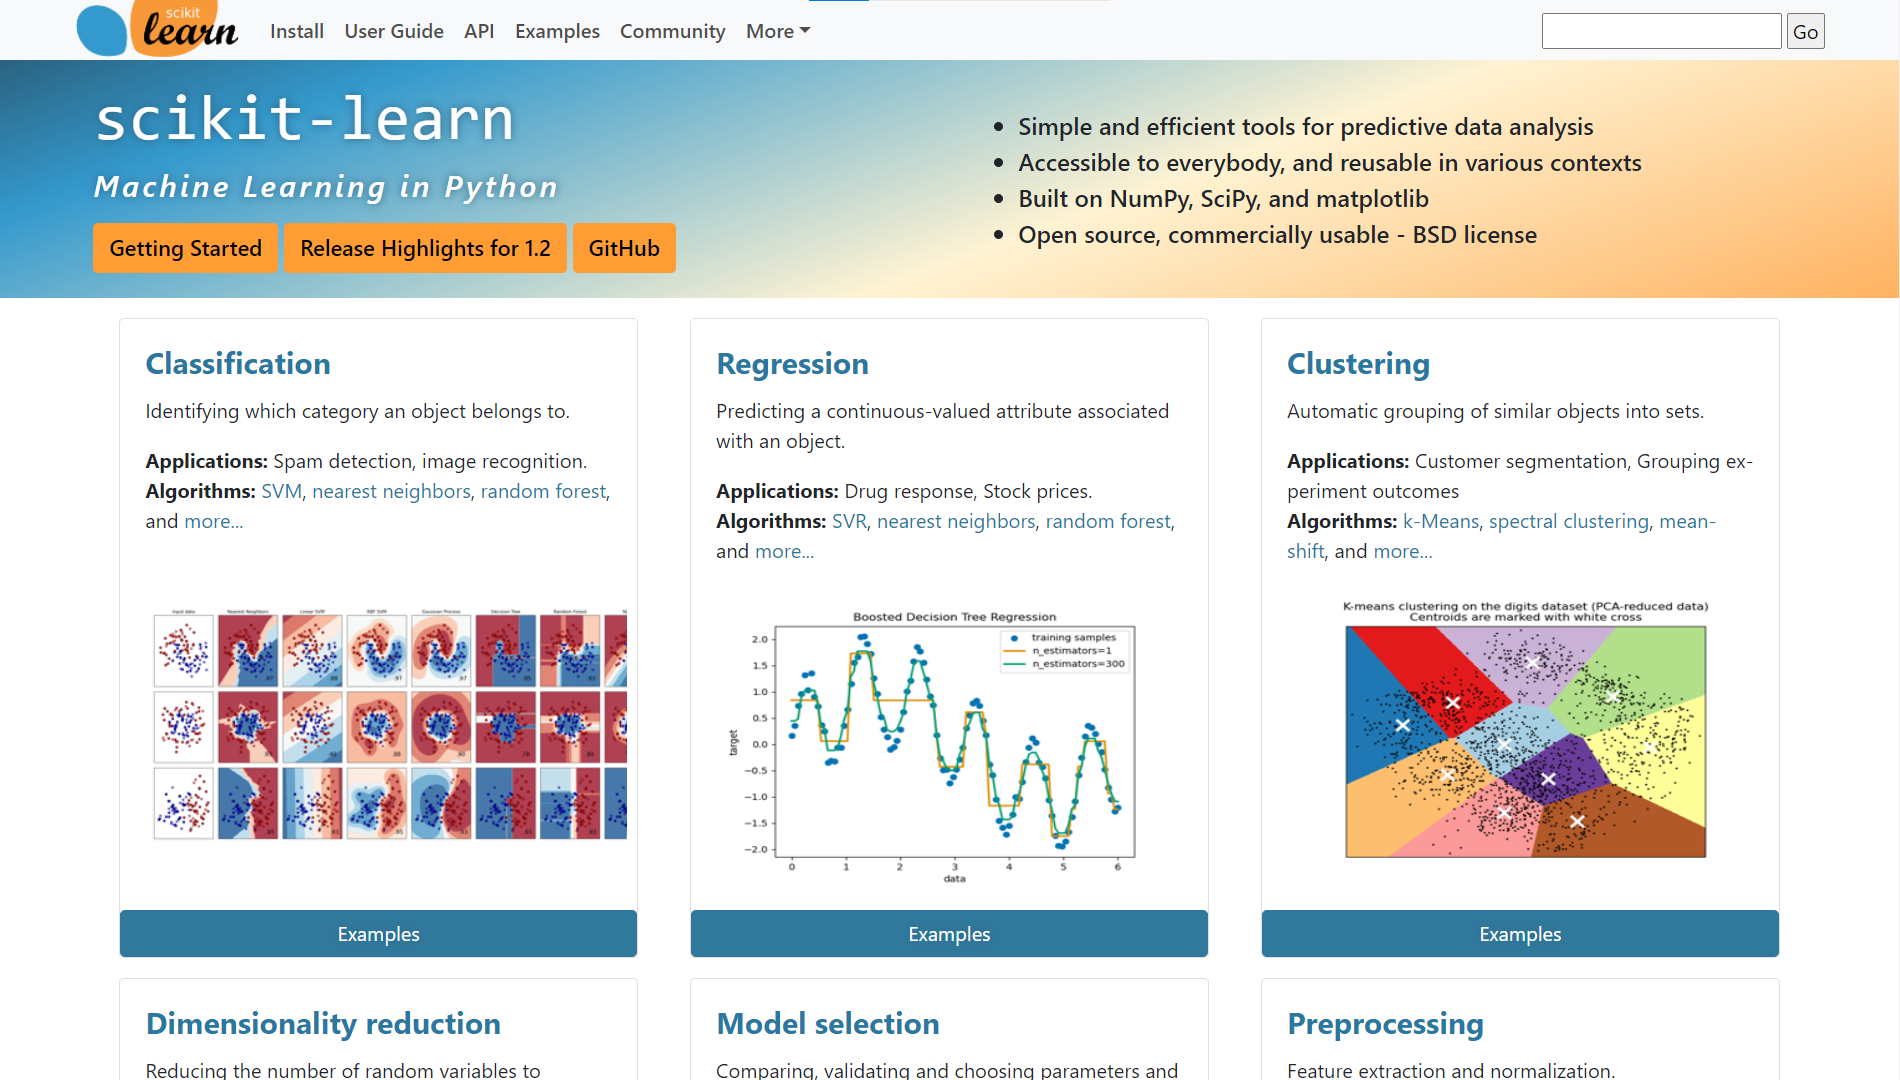 scikit
learn
Install User Guide API Examples Community More
Go
scikit-learn
Machine Learning in Python
Getting Started Release Highlights for 1.2 GitHub
Simple and efficient tools for predictive data analysis
Accessible to everybody, and reusable in various contexts
Built on NumPy, SciPy, and matplotlib
Open source, commercially usable - BSD license
Classification
Identifying which category an object belongs to.
Applications: Spam detection, image recognition.
Algorithms: SVM, nearest neighbors, random forest,
and more...
Input data Nearest Neighbors Linear SVM RBF SVM Gaussian Process Decision Tree Random Forest
Examples
Regression
Predicting a continuous-valued attribute associated
with an object.
Applications: Drug response, Stock prices.
Algorithms: SVR, nearest neighbors, random forest,
and more...
Boosted Decision Tree Regression
training samples
n_estimators=1
n_estimators=300
2.0
1.5
1.0
0.5
0.0
−0.5
−1.0
−1.5
−2.0
target
0 1 2 3 4 5 6
data
Examples
Clustering
Automatic grouping of similar objects into sets.
Applications: Customer segmentation, Grouping ex-
periment outcomes
Algorithms: k-Means, spectral clustering, mean-
shift, and more...
K-means clustering on the digits dataset (PCA-reduced data)
Centroids are marked with white cross
Examples
Dimensionality reduction
Reducing the number of random variables to
Model selection
Comparing, validating and choosing parameters and
Preprocessing
Feature extraction and normalization.